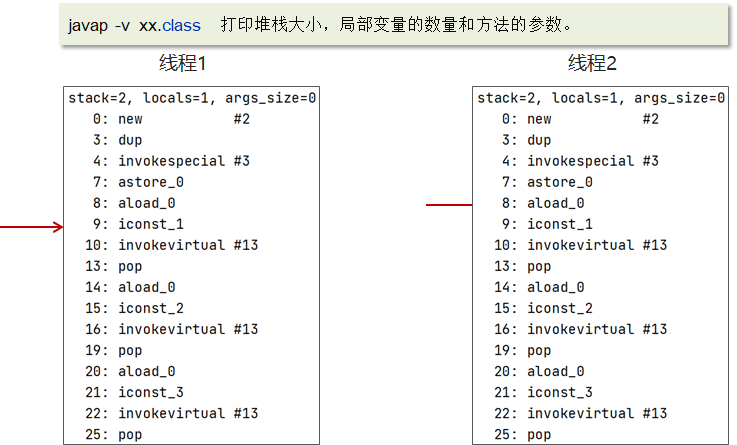 javap -v xx.class 打印堆栈大小，局部变量的数量和方法的参数。
线程1
stack=2, locals=1, args_size=0
0: new #2
3: dup
4: invokespecial #3
7: astore_0
8: aload_0
9: iconst_1
10: invokevirtual #13
13: pop
14: aload_0
15: iconst_2
16: invokevirtual #13
19: pop
20: aload_0
21: iconst_3
22: invokevirtual #13
25: pop
线程2
stack=2, locals=1, args_size=0
0: new #2
3: dup
4: invokespecial #3
7: astore_0
8: aload_0
9: iconst_1
10: invokevirtual #13
13: pop
14: aload_0
15: iconst_2
16: invokevirtual #13
19: pop
20: aload_0
21: iconst_3
22: invokevirtual #13
25: pop